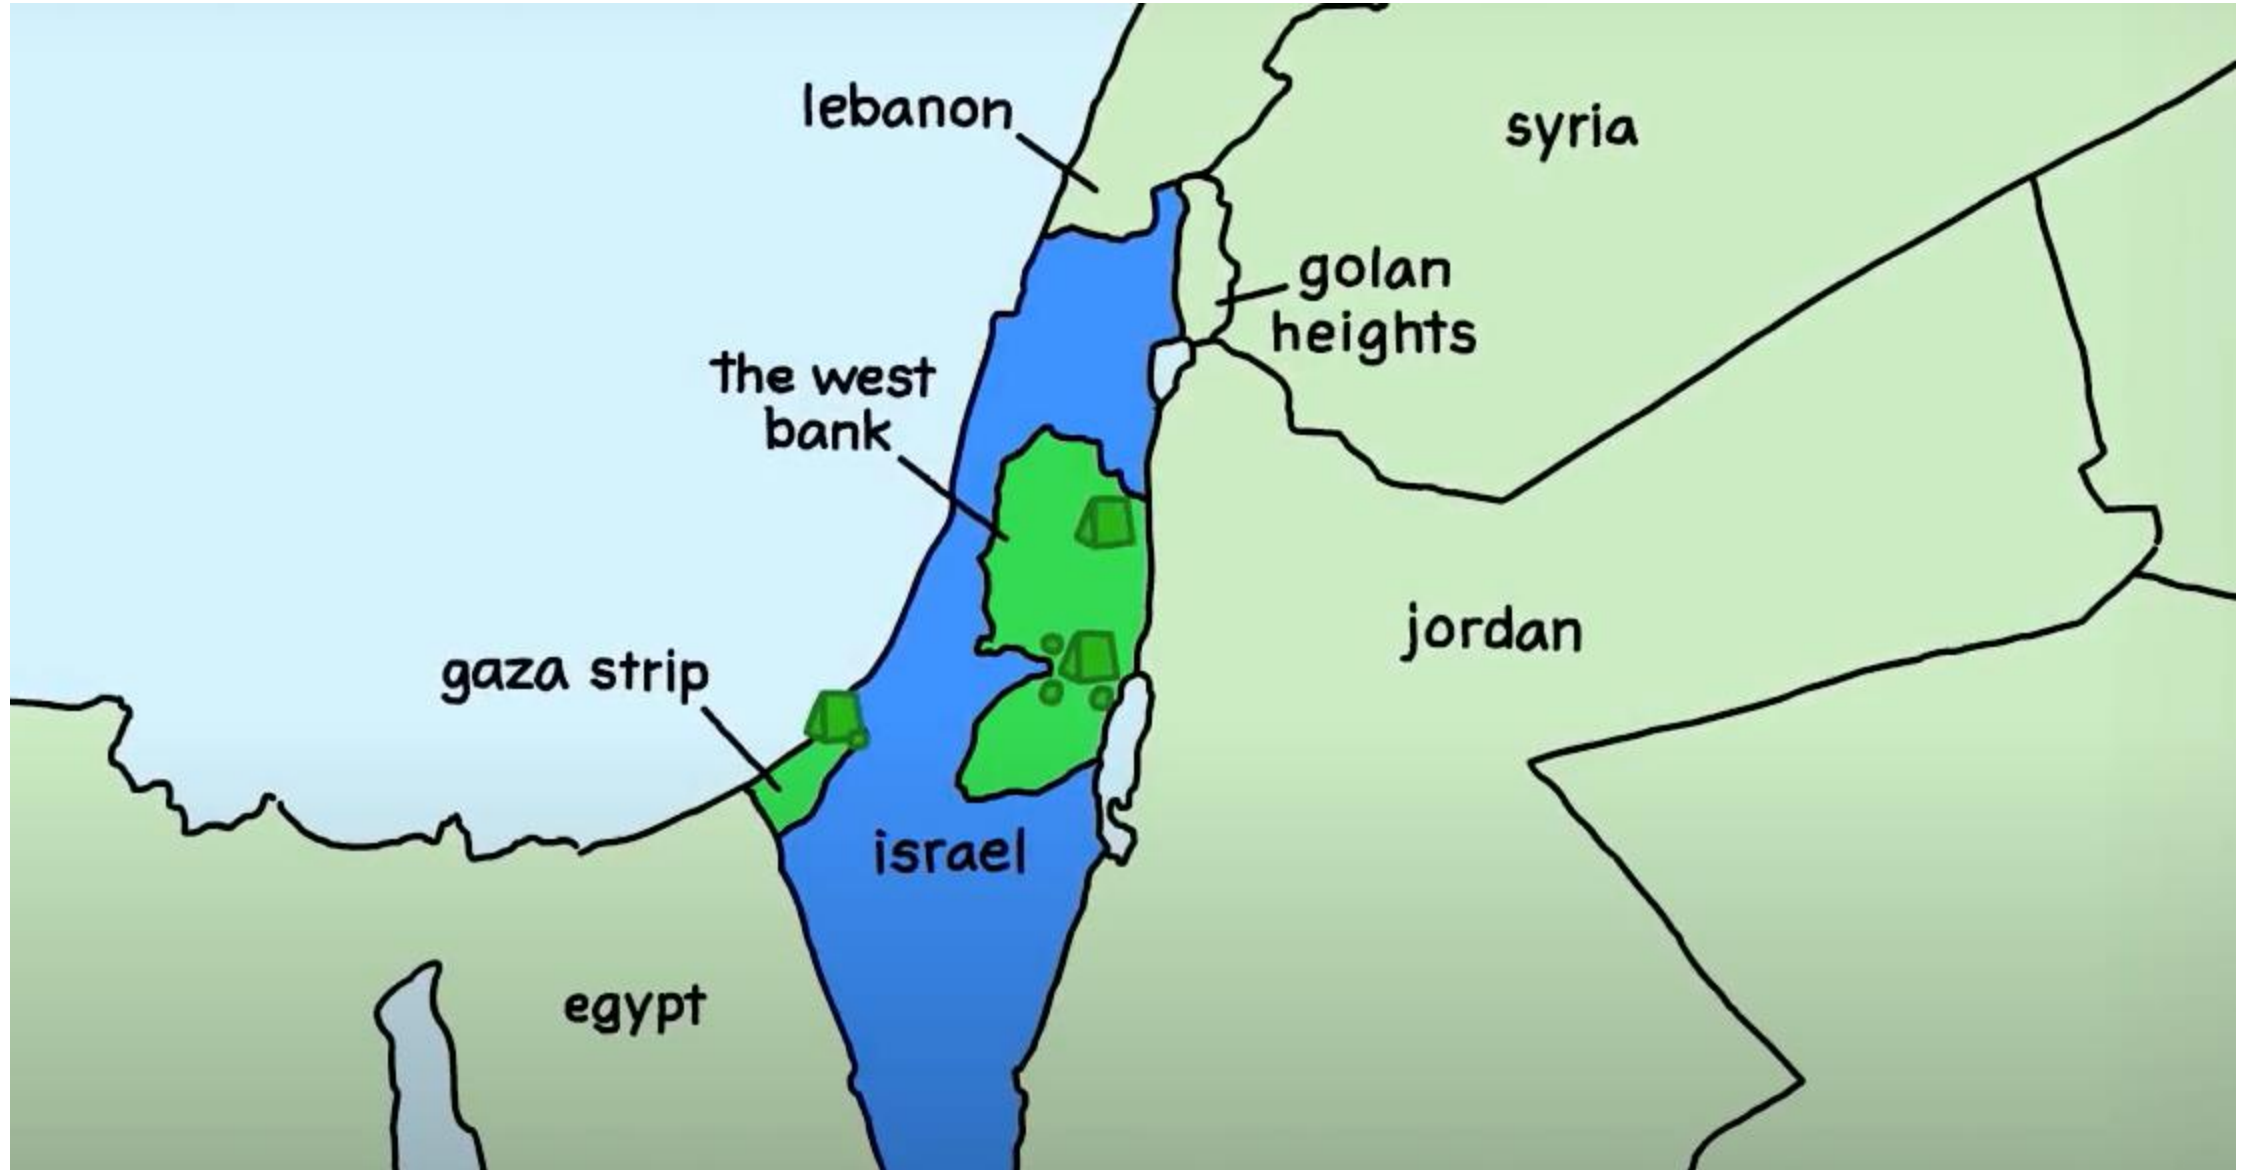 lebanon
syria
golan
heights
the west
bank
gaza strip
jordan
israel
egypt